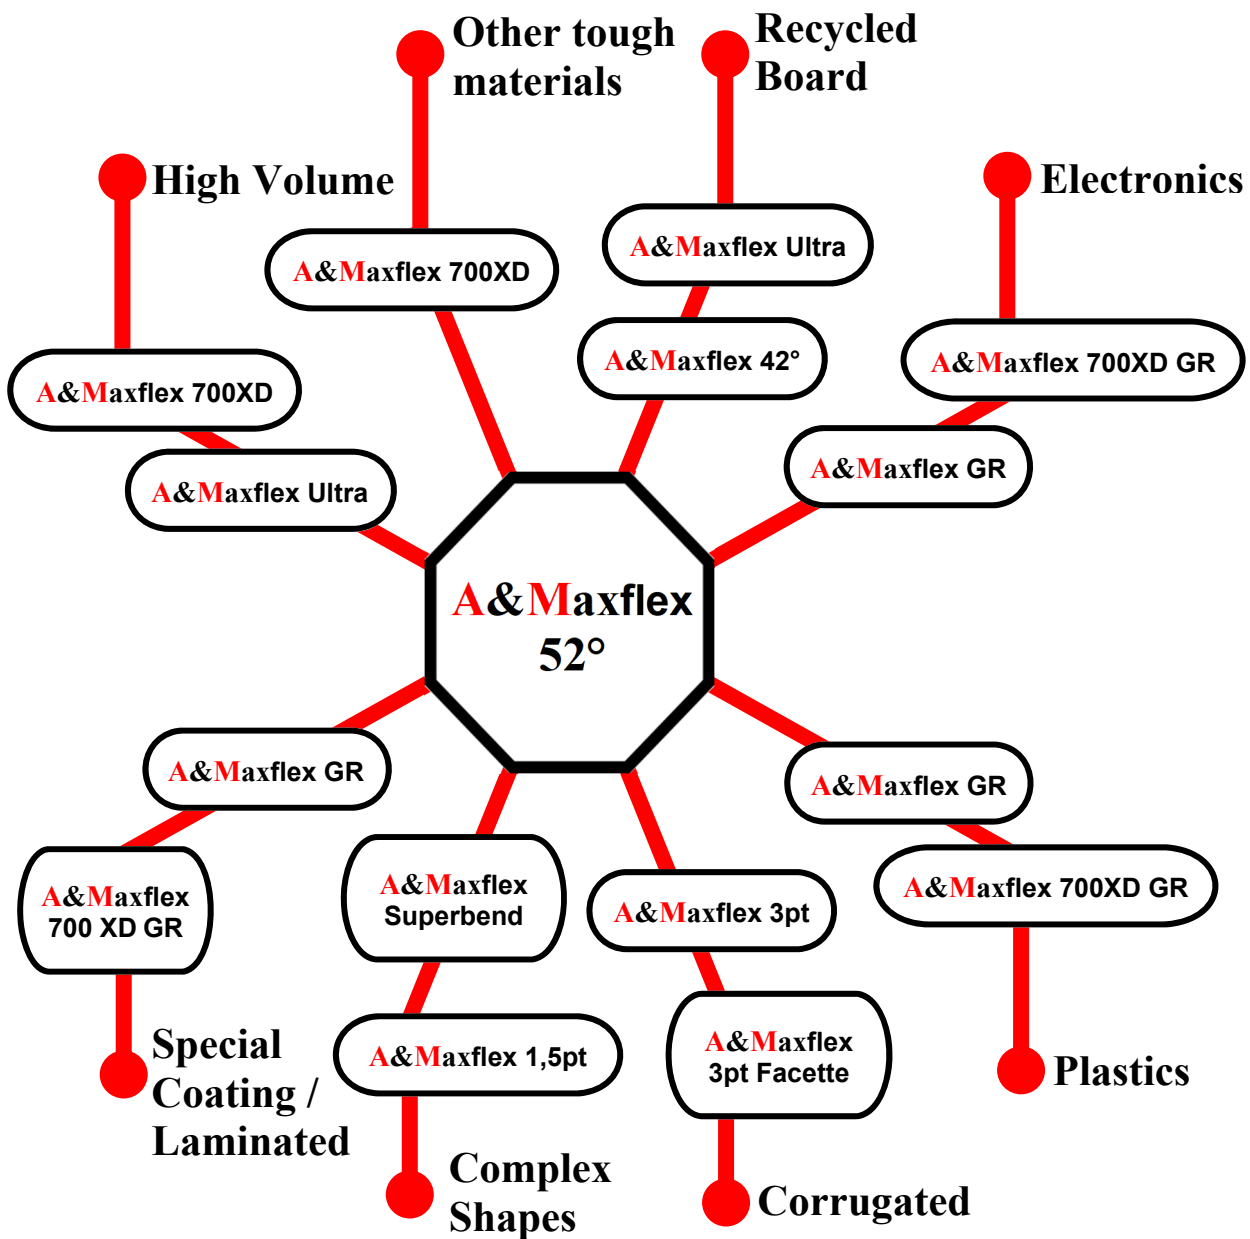 Other tough
materials
Recycled
Board
High Volume
Electronics
A&Maxflex Ultra
A&Maxflex 700XD
A&Maxflex 42°
A&Maxflex 700XD GR
A&Maxflex 700XD
A&Maxflex GR
A&Maxflex Ultra
A&Maxflex
52°
A&Maxflex GR
A&Maxflex GR
A&Maxflex
700 XD GR
A&Maxflex
Superbend
A&Maxflex 3pt
A&Maxflex 700XD GR
A&Maxflex 1,5pt
A&Maxflex
3pt Facette
Special
Coating /
Laminated
Plastics
Complex
Shapes
Corrugated